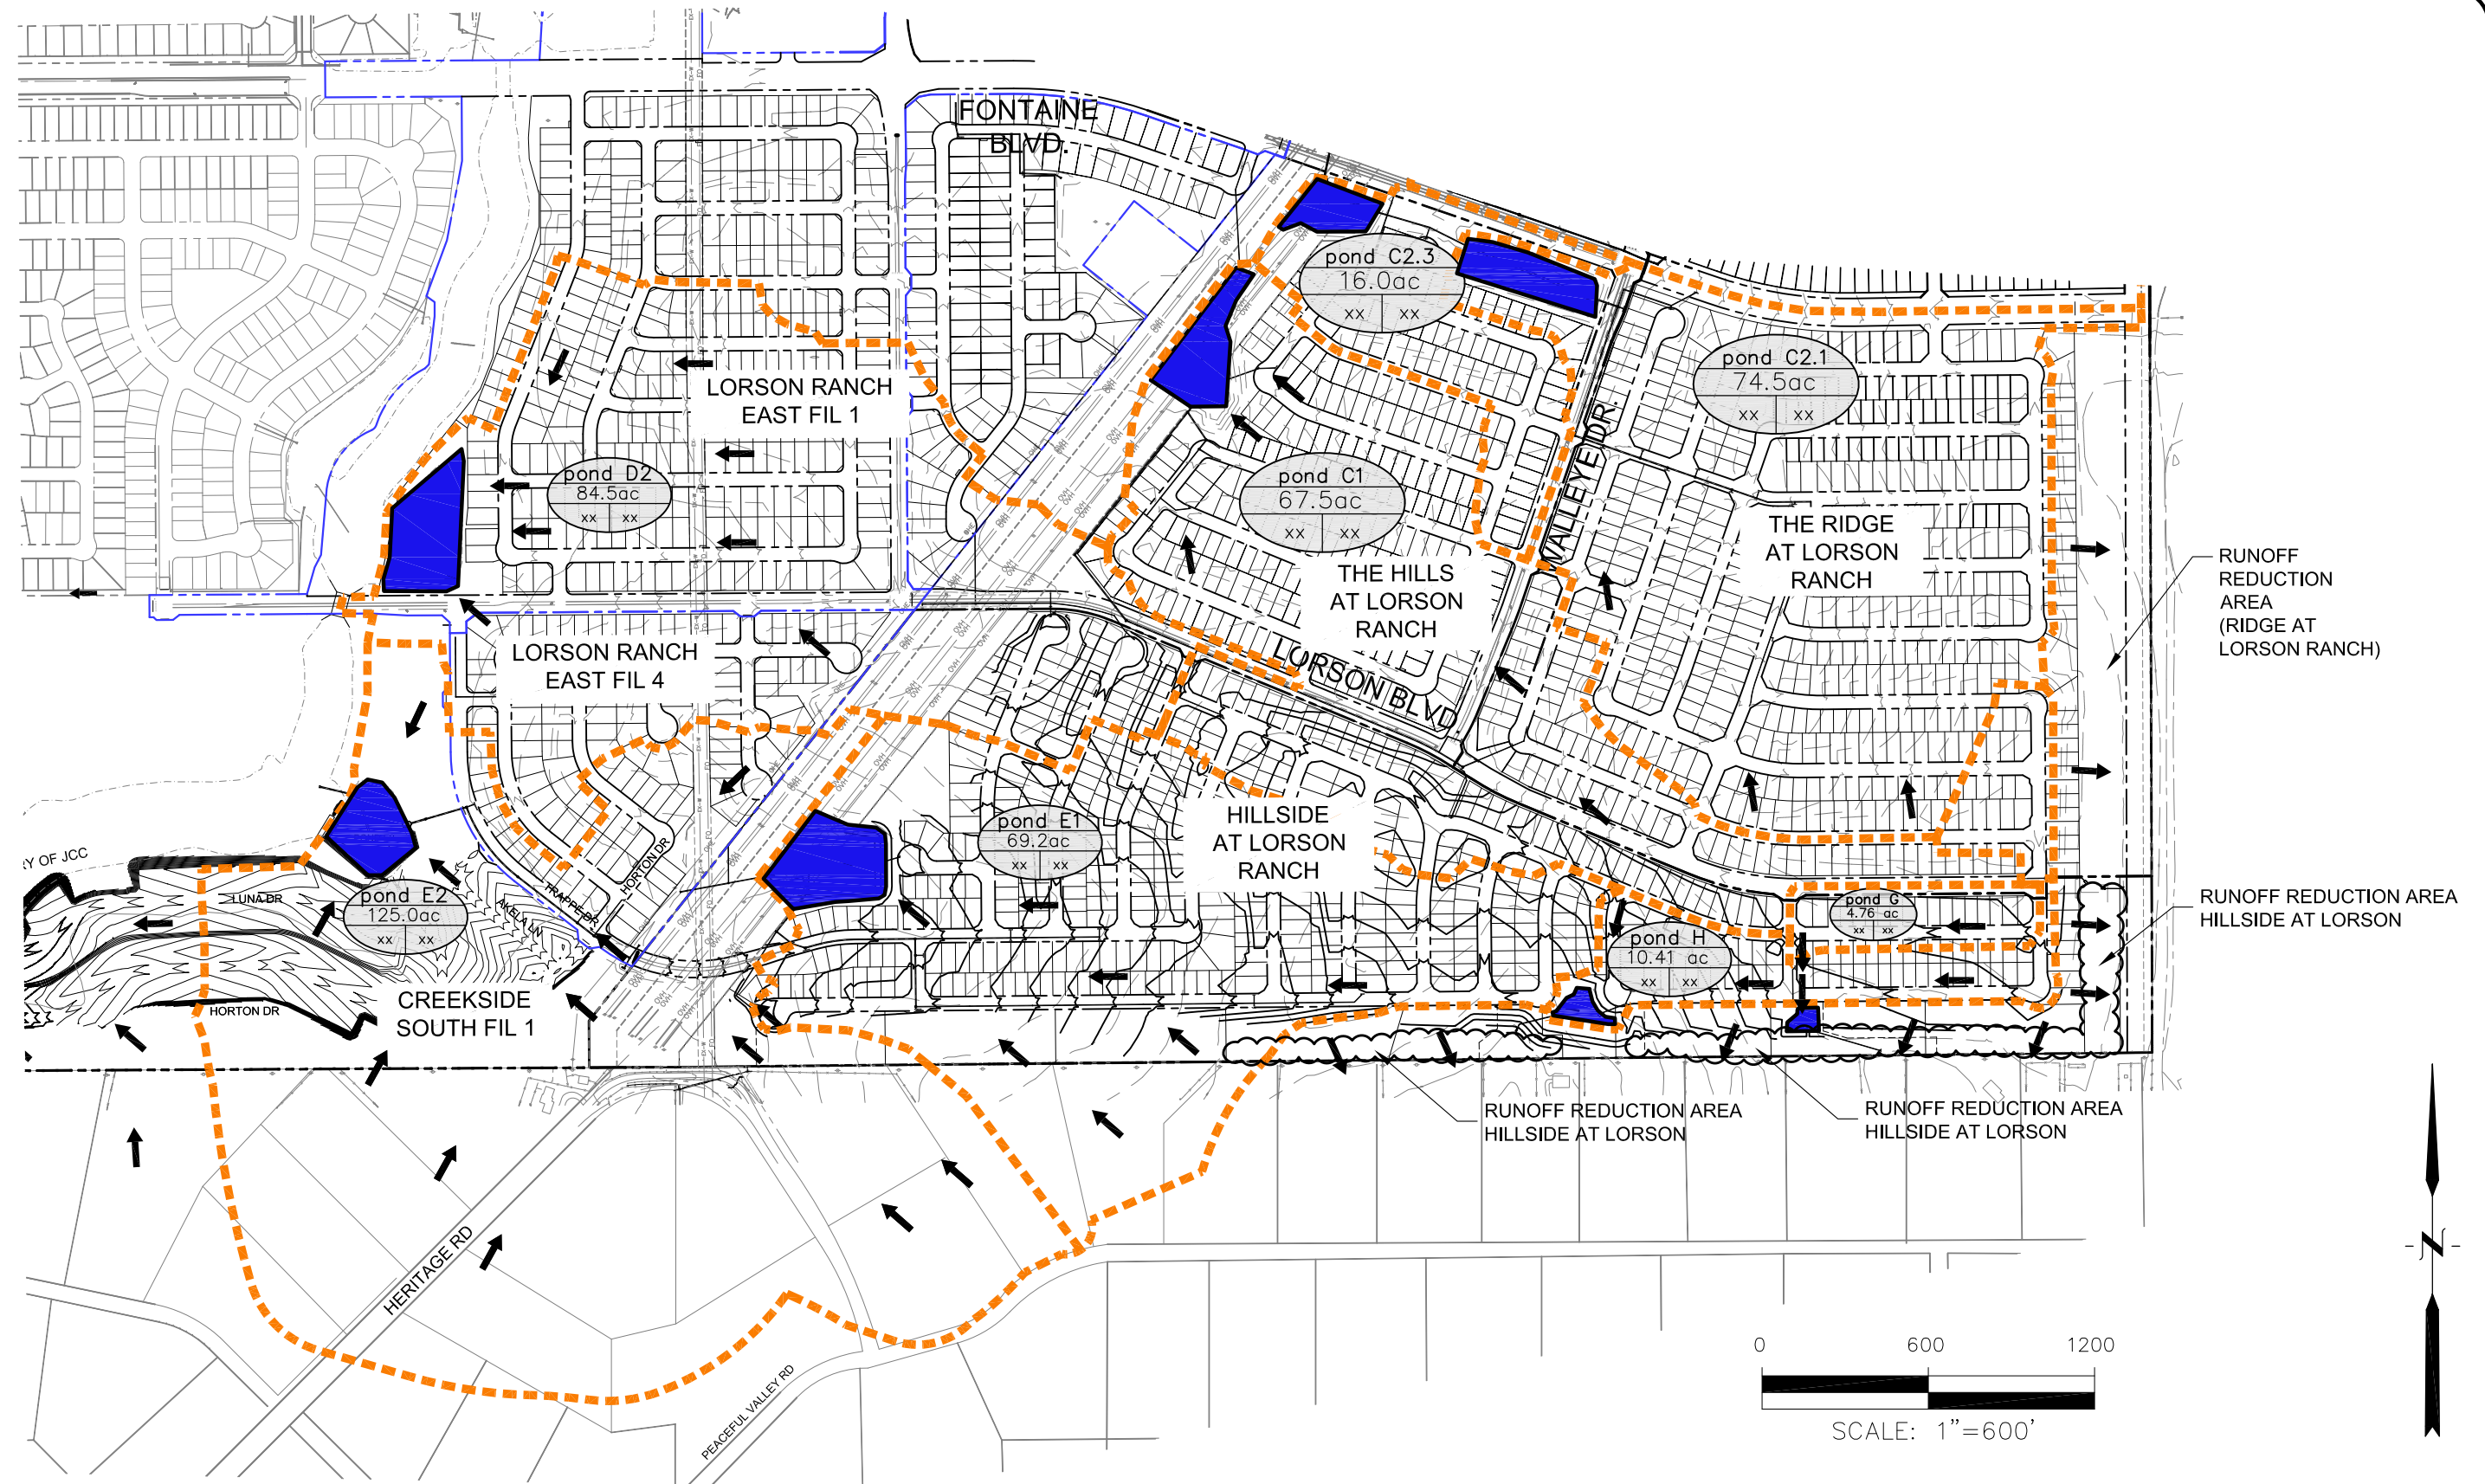 FONTAINE
BLVD.
pond C2.3
16.0ac
xx xx
pond C2.1
74.5ac
xx xx
LORSON RANCH
EAST FIL 1
pond D2
84.5ac
xx xx
pond C1
67.5ac
xx xx
VALLEYE DR.
THE RIDGE
AT LORSON
RANCH
THE HILLS
AT LORSON
RANCH
RUNOFF
REDUCTION
AREA
(RIDGE AT
LORSON RANCH)
LORSON RANCH
EAST FIL 4
LORSON BLVD
HILLSIDE
AT LORSON
RANCH
pond E1
69.2ac
xx xx
Y OF JCC
LUNA DR
pond E2
125.0ac
xx xx
AKELA LN
TRAPPE DR
HORTON DR
pond G
4.76 ac
xx xx
RUNOFF REDUCTION AREA
HILLSIDE AT LORSON
pond H
10.41 ac
xx xx
CREEKSIDE
SOUTH FIL 1
HORTON DR
RUNOFF REDUCTION AREA
HILLSIDE AT LORSON
RUNOFF REDUCTION AREA
HILLSIDE AT LORSON
HERITAGE RD
PEACEFUL VALLEY RD
N
0 600 1200
SCALE: 1"=600'